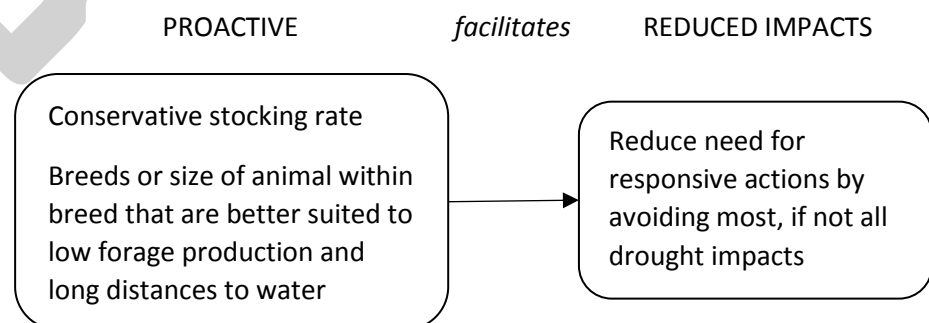 PROACTIVE facilitates REDUCED IMPACTS
Conservative stocking rate
Breeds or size of animal within
breed that are better suited to
low forage production and
long distances to water
Reduce need for
responsive actions by
avoiding most, if not all
drought impacts